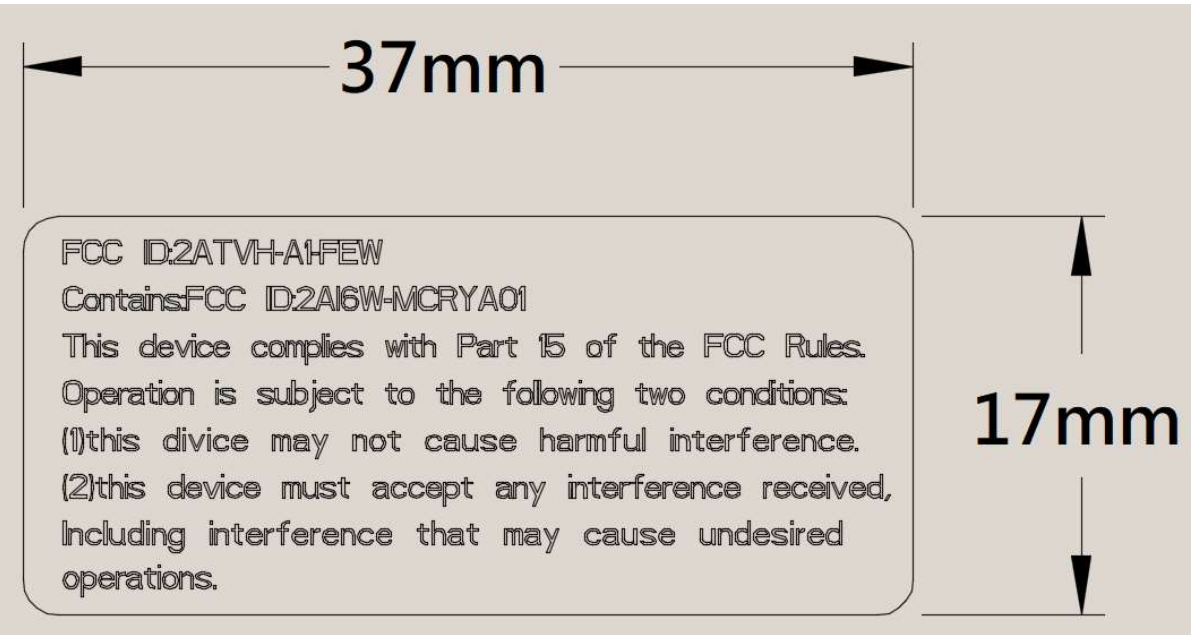 37mm
FCC ID:2ATVH-A1-FEW
Contains:FCC ID:2AI6W-MCRYA01
This device complies with Part 15 of the FCC Rules.
Operation is subject to the following two conditions:
(1)this divice may not cause harmful interference.
(2)this device must accept any interference received,
Including interference that may cause undesired
operations.
17mm